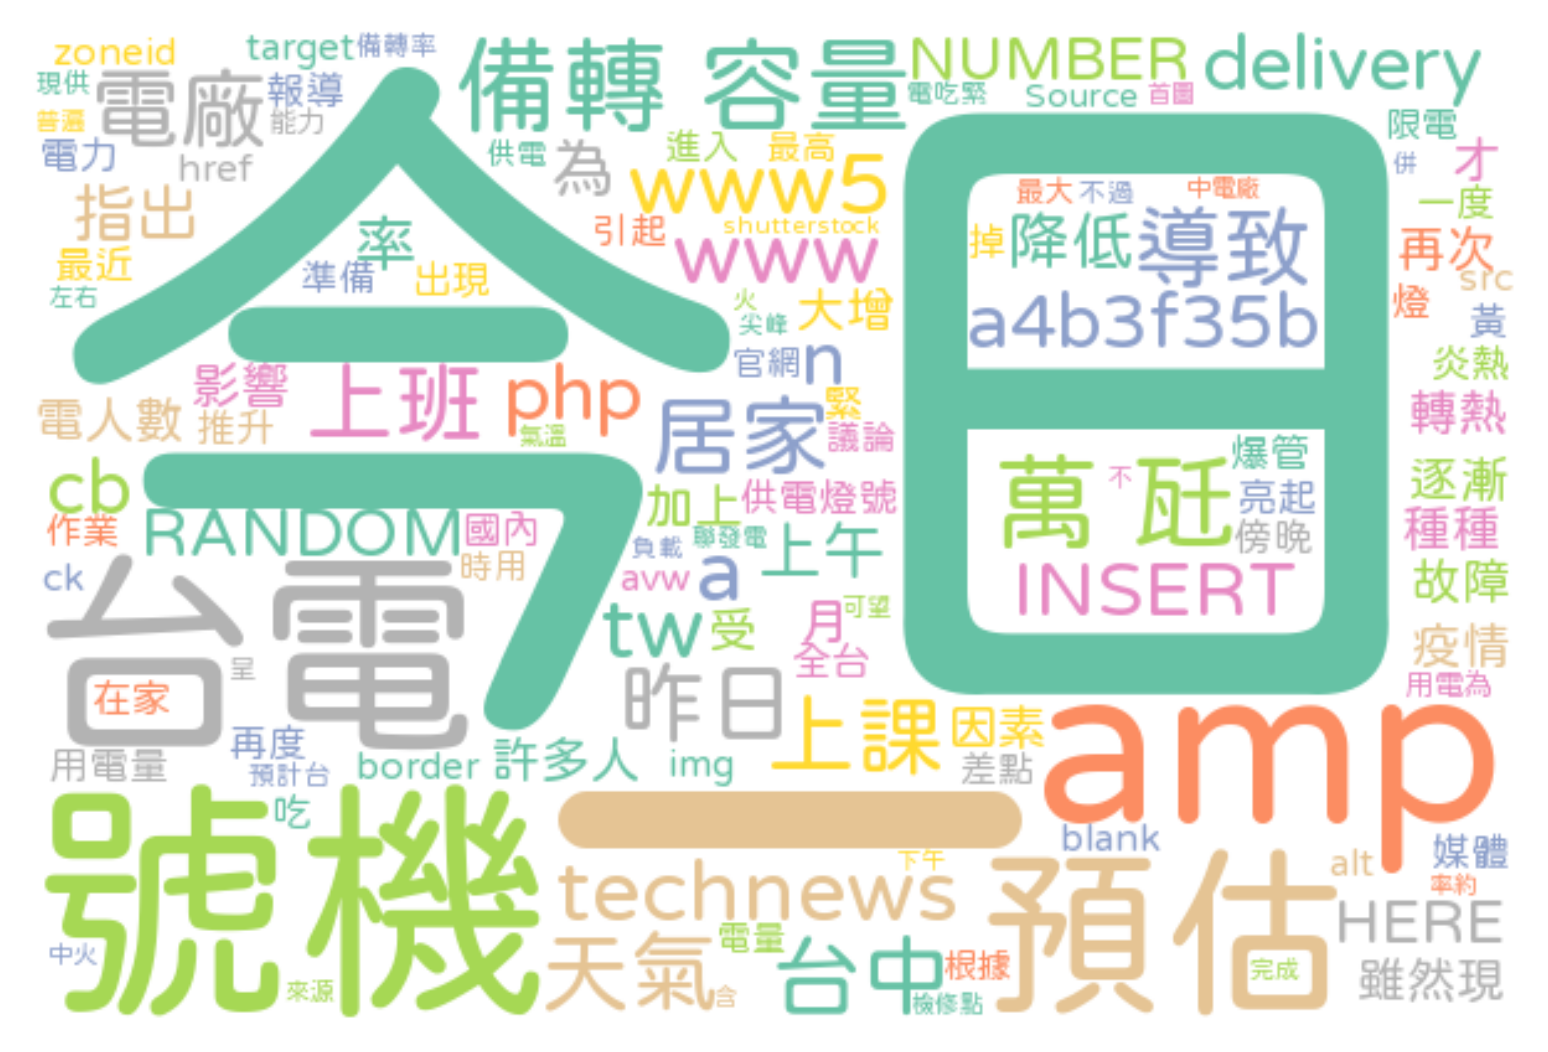 zoneid
target
備轉率
備轉 容量
NUMBER
delivery
現供
電廠
報導
電吃緊
Source
首圖
普遍
能力
限電
電力
href
供電
為
進入
最高
併
才
指出
www5
最大
不過
中電廠
一度
率
引起
shutterstock
掉
降低
導致
再次
最近
準備
出現
www
src
左右
今日
火
大增
a4b3f35b
燈
尖峰
黃
影響
上班
php
官網
n
炎熱
電人數
推升
氣溫
居家
緊
議論
轉熱
cb
加上
供電燈號
萬 瓩
不
爆管
亮起
逐漸
作業
RANDOM
國內
負載
聯發電
上午
傍晚
種種
ck
時用
avw
a
INSERT
故障
台電
tw
受
月
可望
疫情
呈
全台
在家
昨日
用電為
用電量
再度
預計台
border
許多人
img
上課
因素
差點
amp
號機
吃
一
blank
媒體
technews
下午
預估
alt
率約
HERE
中火
來源
天氣
含
電量
台中
根據
檢修點
完成
雖然現